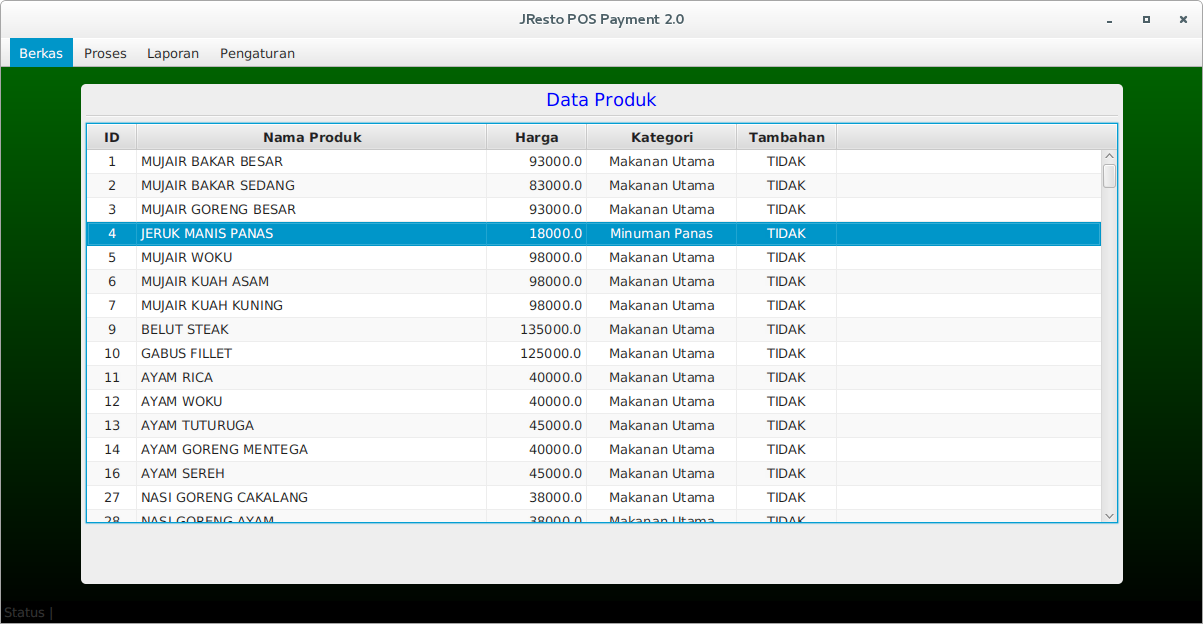 JResto POS Payment 2.0
Berkas Proses Laporan Pengaturan
Data Produk
ID Nama Produk Harga Kategori Tambahan
1 MUJAIR BAKAR BESAR 93000.0 Makanan Utama TIDAK
2 MUJAIR BAKAR SEDANG 83000.0 Makanan Utama TIDAK
3 MUJAIR GORENG BESAR 93000.0 Makanan Utama TIDAK
4 JERUK MANIS PANAS 18000.0 Minuman Panas TIDAK
5 MUJAIR WOKU 98000.0 Makanan Utama TIDAK
6 MUJAIR KUAH ASAM 98000.0 Makanan Utama TIDAK
7 MUJAIR KUAH KUNING 98000.0 Makanan Utama TIDAK
9 BELUT STEAK 135000.0 Makanan Utama TIDAK
10 GABUS FILLET 125000.0 Makanan Utama TIDAK
11 AYAM RICA 40000.0 Makanan Utama TIDAK
12 AYAM WOKU 40000.0 Makanan Utama TIDAK
13 AYAM TUTURUGA 45000.0 Makanan Utama TIDAK
14 AYAM GORENG MENTEGA 40000.0 Makanan Utama TIDAK
16 AYAM SEREH 45000.0 Makanan Utama TIDAK
27 NASI GORENG CAKALANG 38000.0 Makanan Utama TIDAK
28 NASI GORENG AYAM 38000.0 Makanan Utama TIDAK
Status |